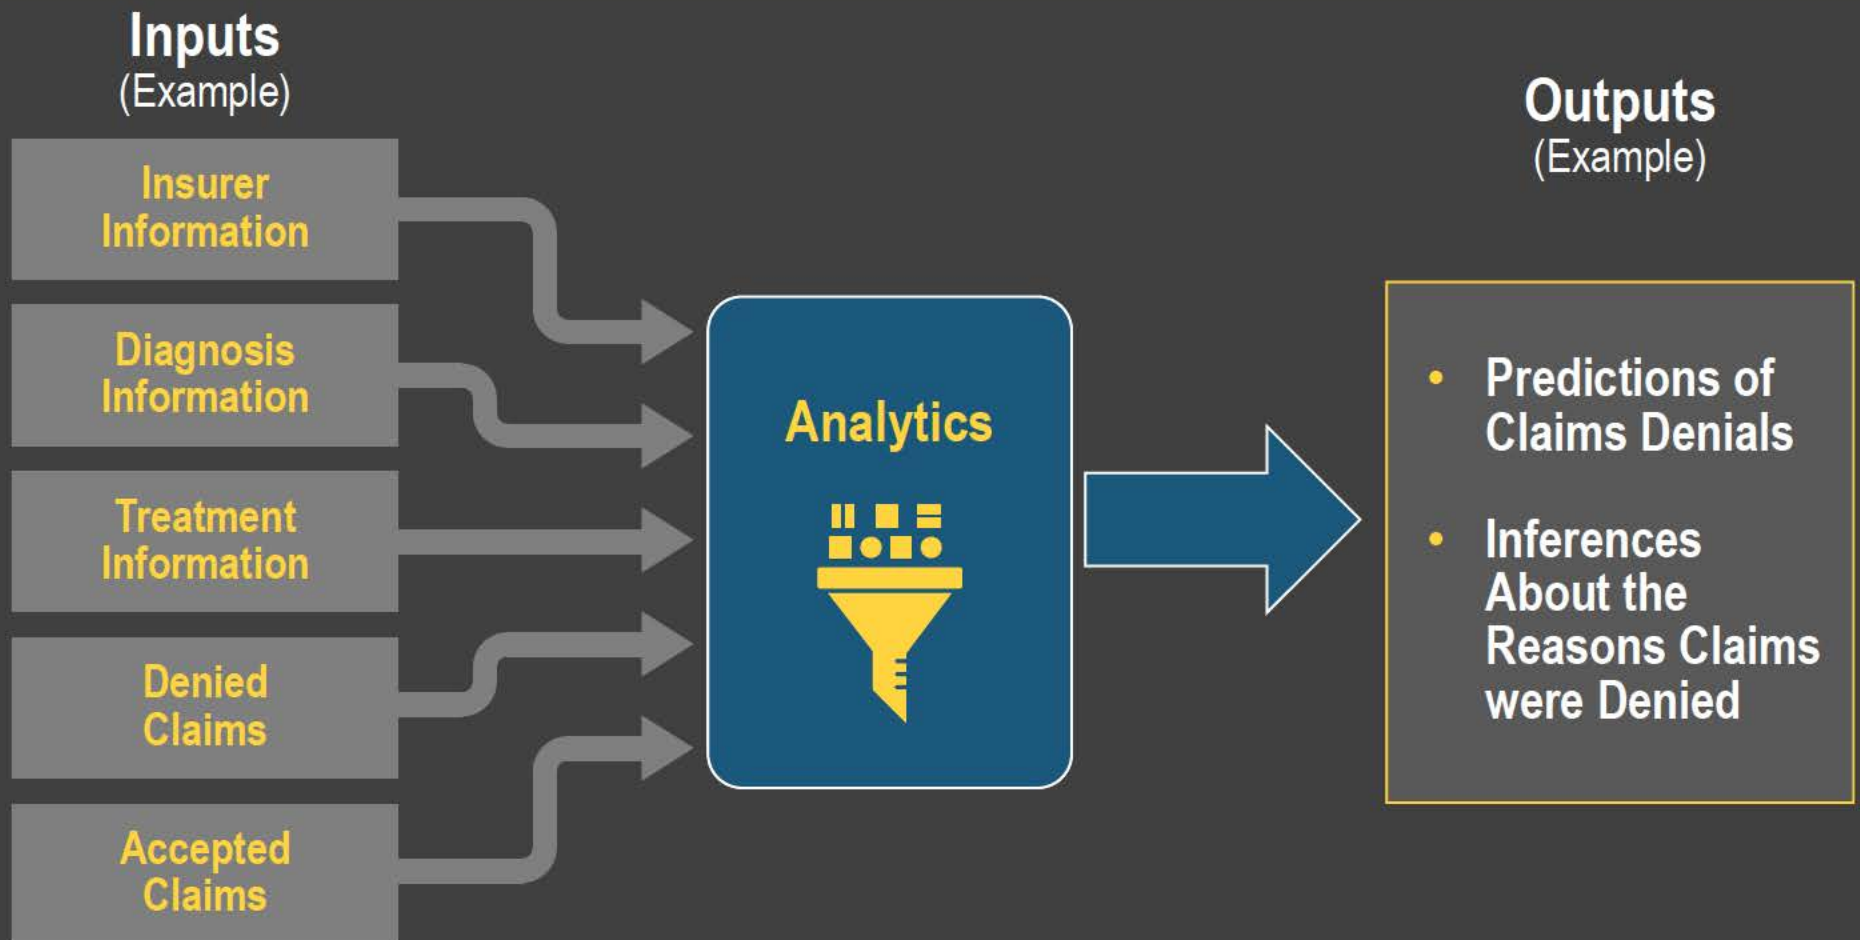 Inputs
(Example)
Insurer
Information
Diagnosis
Information
Treatment
Information
Denied
Claims
Accepted
Claims
Analytics
Outputs
(Example)
• Predictions of
Claims Denials
• Inferences
About the
Reasons Claims
were Denied